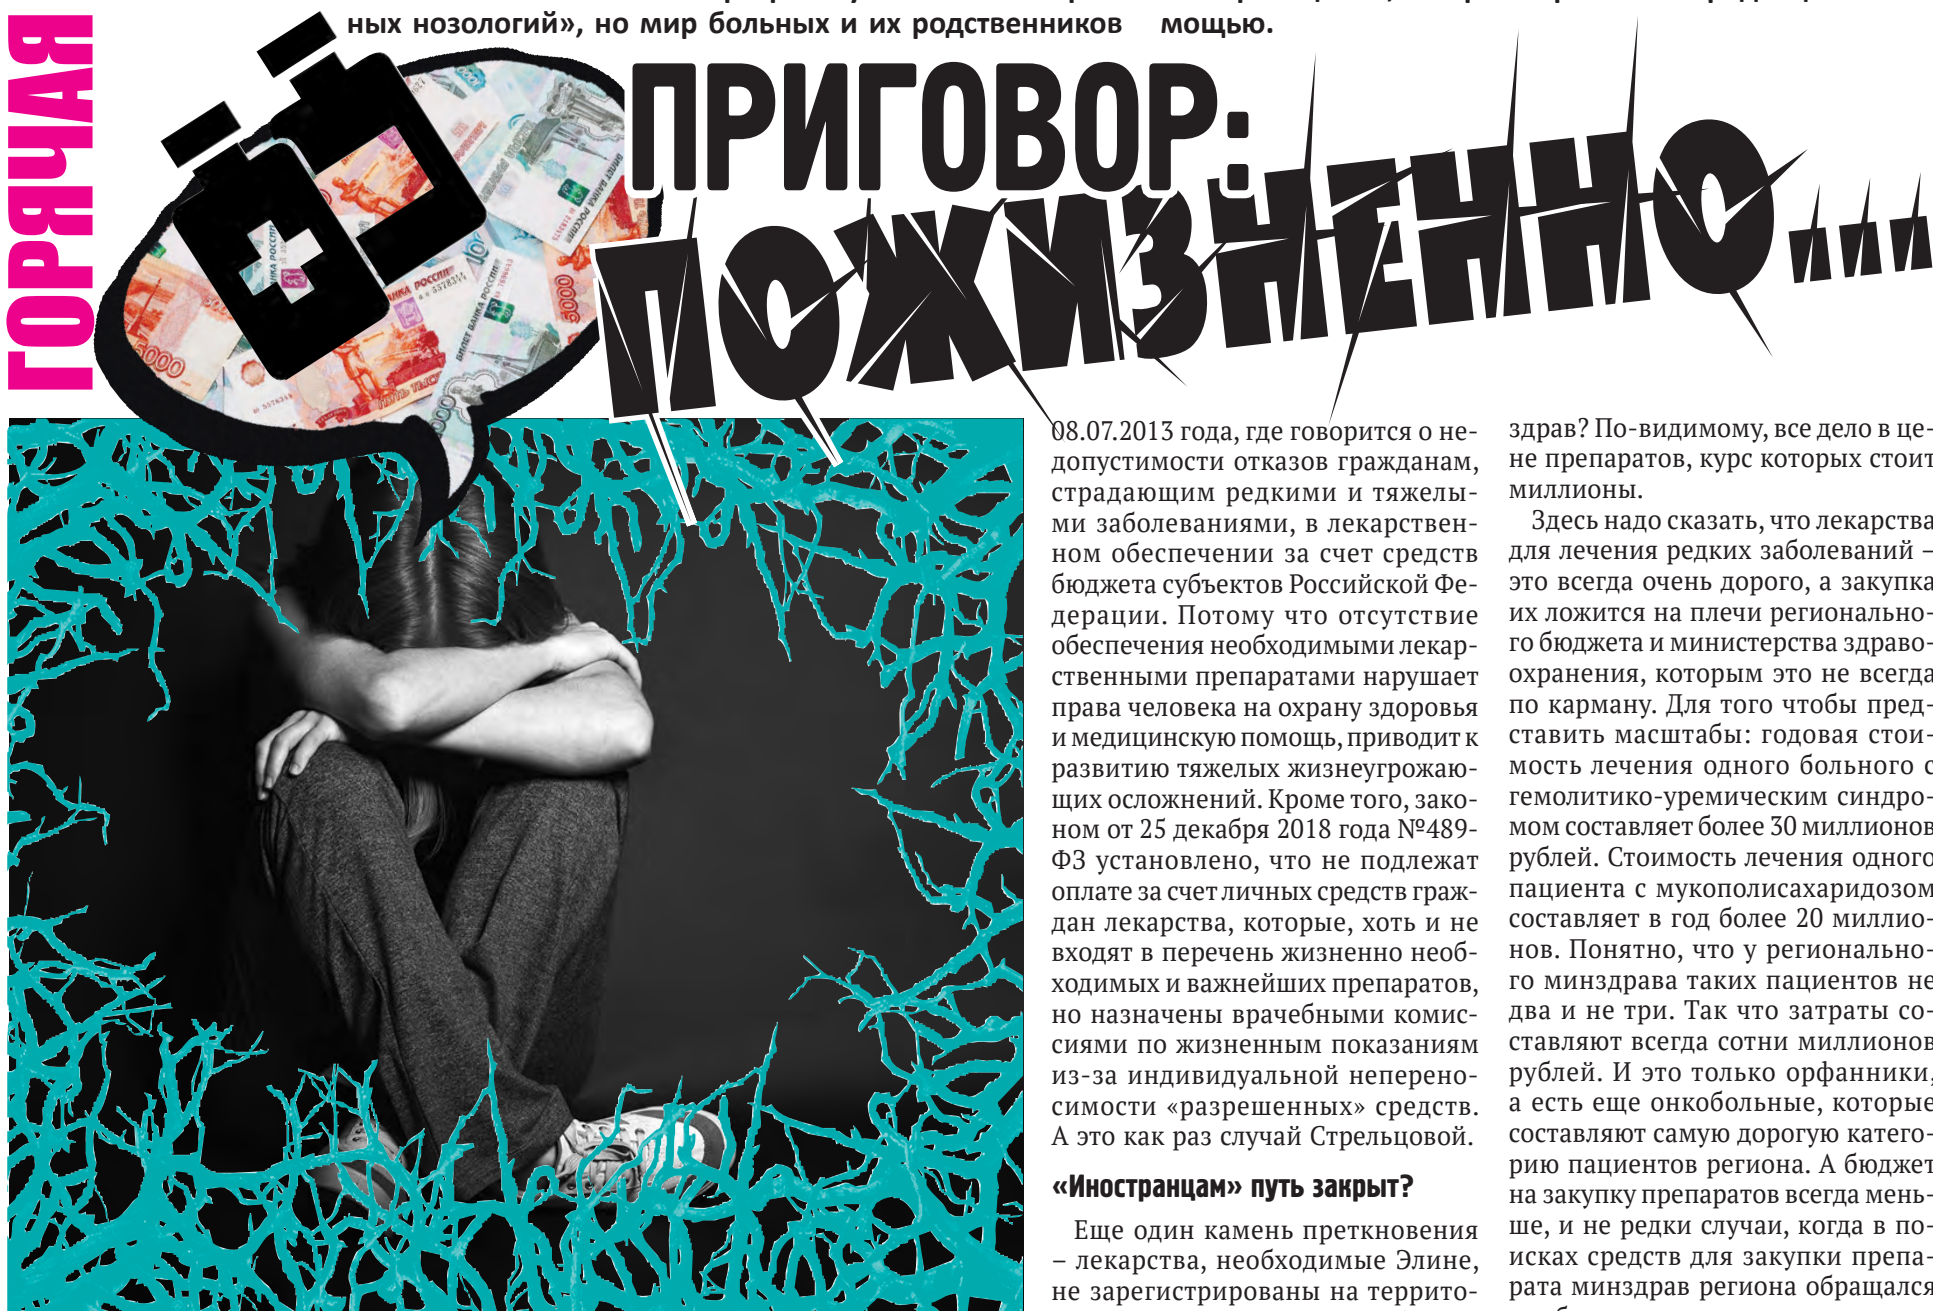 ных нозологий», но мир больных и их родственников
мощью.
ГОРЯЧАЯ
ПРИГОВОР:
ПОЖИЗНЕННО...
08.07.2013 года, где говорится о не-
допустимости отказов гражданам,
страдающим редкими и тяжелы-
ми заболеваниями, в лекарствен-
ном обеспечении за счет средств
бюджета субъектов Российской Фе-
дерации. Потому что отсутствие
обеспечения необходимыми лекар-
ственными препаратами нарушает
права человека на охрану здоровья
и медицинскую помощь, приводит к
развитию тяжелых жизнеугрожаю-
щих осложнений. Кроме того, зако-
ном от 25 декабря 2018 года №489-
ФЗ установлено, что не подлежат
оплате за счет личных средств граж-
дан лекарства, которые, хоть и не
входят в перечень жизненно необ-
ходимых и важнейших препаратов,
но назначены врачебными комис-
сиями по жизненным показаниям
из-за индивидуальной неперено-
симости «разрешенных» средств.
А это как раз случай Стрельцовой.
«Иностранцам» путь закрыт?
Еще один камень преткновения
– лекарства, необходимые Элине,
не зарегистрированы на террито-
здрав? По-видимому, все дело в це-
не препаратов, курс которых стоит
миллионы.
Здесь надо сказать, что лекарства
для лечения редких заболеваний –
это всегда очень дорого, а закупка
их ложится на плечи регионально-
го бюджета и министерства здраво-
охранения, которым это не всегда
по карману. Для того чтобы пред-
ставить масштабы: годовая стои-
мость лечения одного больного с
гемолитико-уремическим синдро-
мом составляет более 30 миллионов
рублей. Стоимость лечения одного
пациента с мукополисахаридозом
составляет в год более 20 миллио-
нов. Понятно, что у регионально-
го минздрава таких пациентов не
два и не три. Так что затраты со-
ставляют всегда сотни миллионов
рублей. И это только орфанники,
а есть еще онкобольные, которые
составляют самую дорогую катего-
рию пациентов региона. А бюджет
на закупку препаратов всегда мень-
ше, и не редки случаи, когда в по-
исках средств для закупки препа-
рата минздрав региона обращался